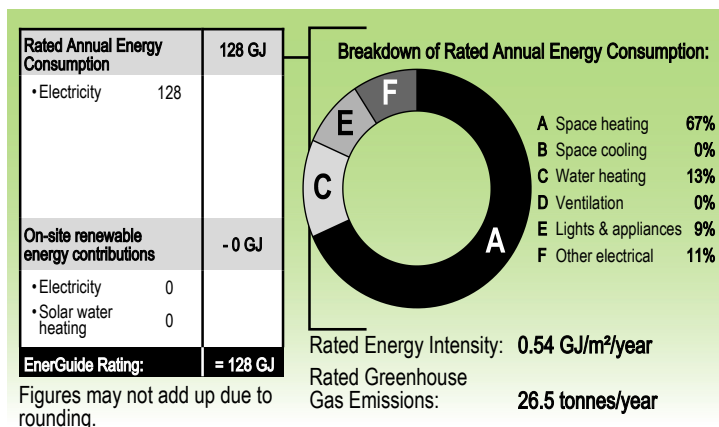 Rated Annual Energy
Consumption
128 GJ
• Electricity 128
On-site renewable
energy contributions
- 0 GJ
• Electricity 0
• Solar water
heating
0
EnerGuide Rating: = 128 GJ
Figures may not add up due to
rounding.
Breakdown of Rated Annual Energy Consumption:
F
E
C
A
A Space heating 67%
B Space cooling 0%
C Water heating 13%
D Ventilation 0%
E Lights & appliances 9%
F Other electrical 11%
Rated Energy Intensity: 0.54 GJ/m²/year
Rated Greenhouse
Gas Emissions: 26.5 tonnes/year